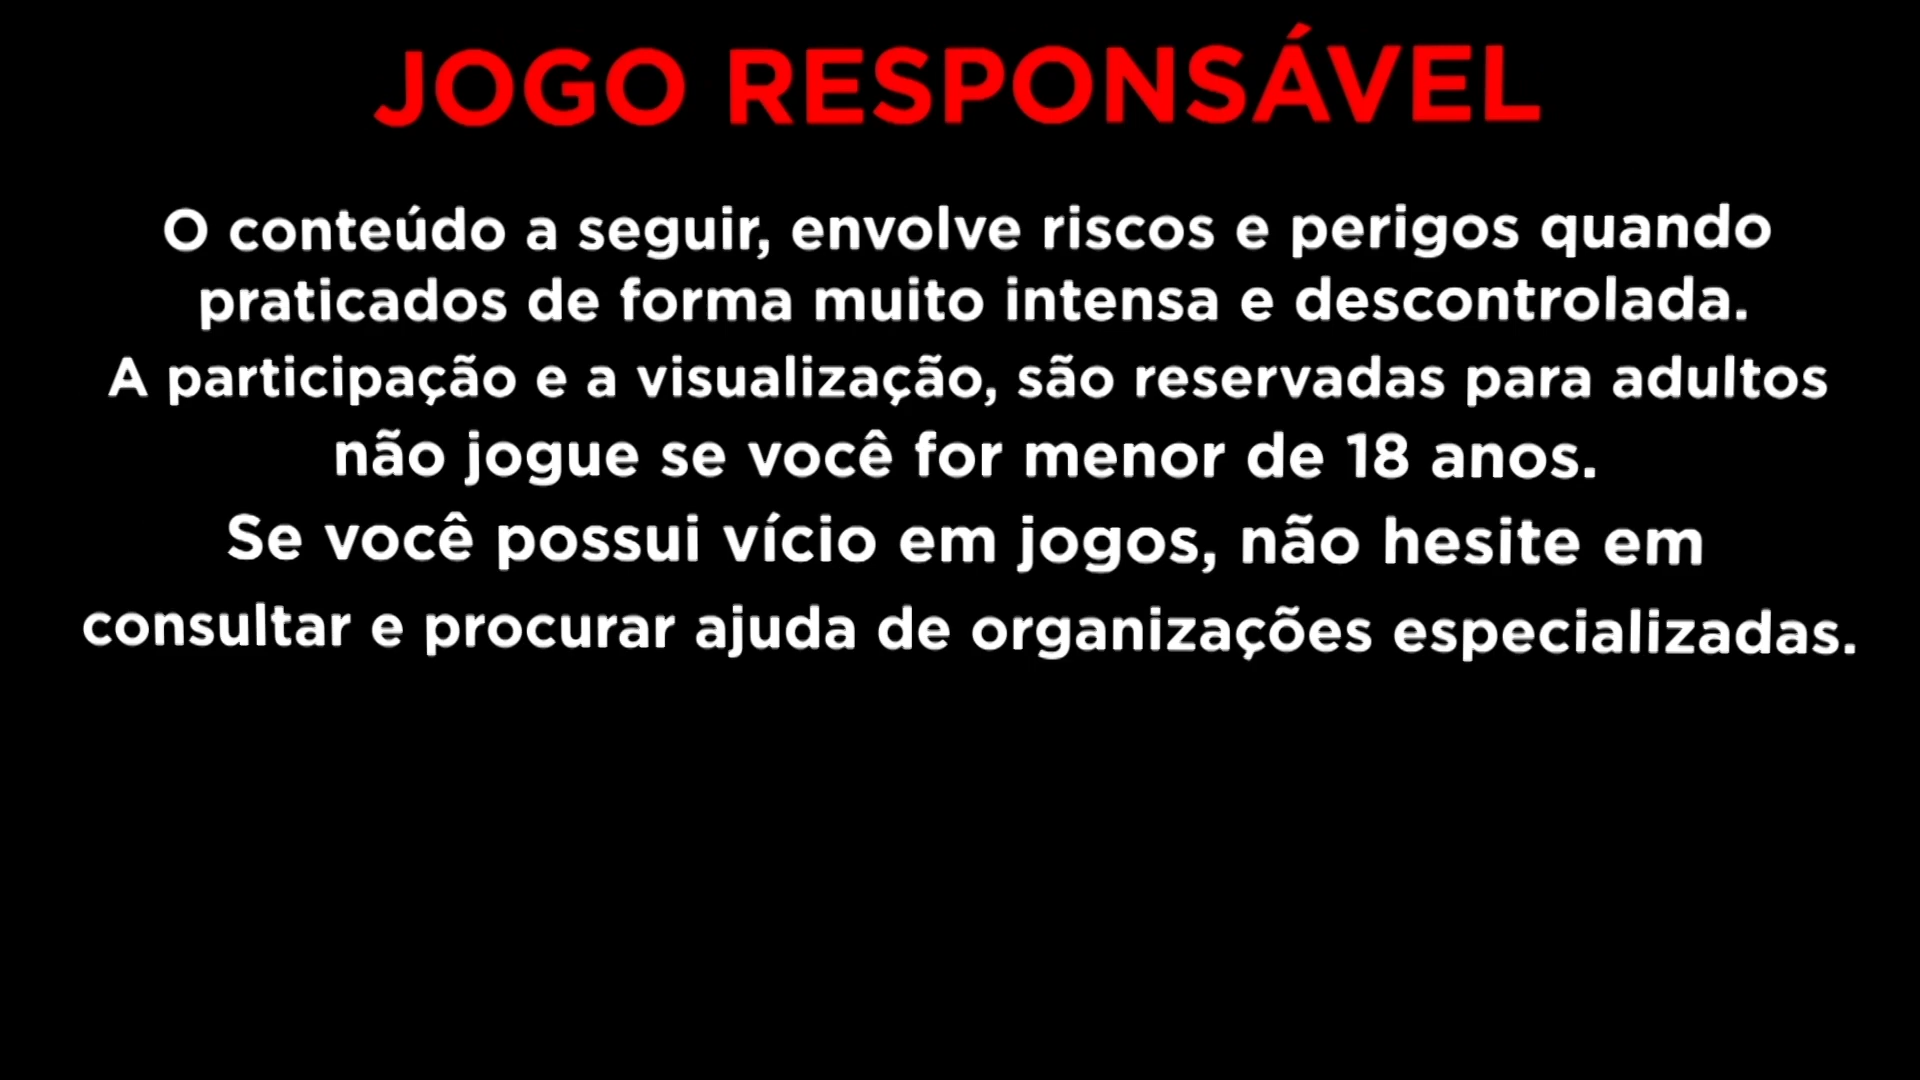 JOGO RESPONSÁVEL
O conteúdo a seguir, envolve riscos e perigos quando
praticados de forma muito intensa e descontrolada.
A participação e a visualização, são reservadas para adultos
não jogue se você for menor de 18 anos.
Se você possui vício em jogos, não hesite em
consultar e procurar ajuda de organizações especializadas.